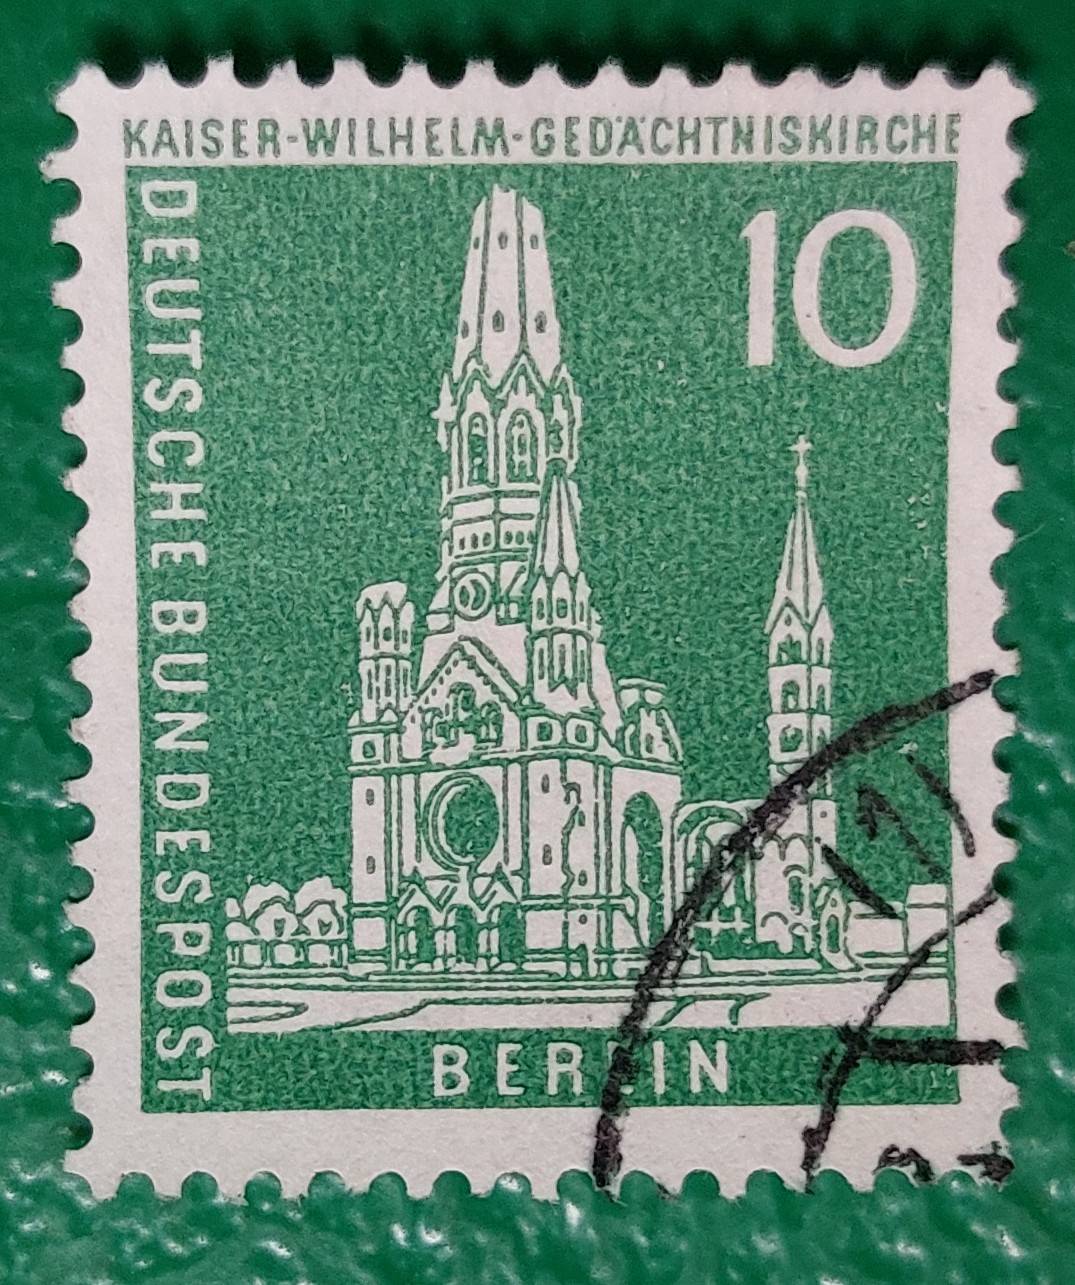 KAISER-WILHELM-GEDÄCHTNISKIRCHE
DEUTSCHE BUNDESPOST
10
BERLIN